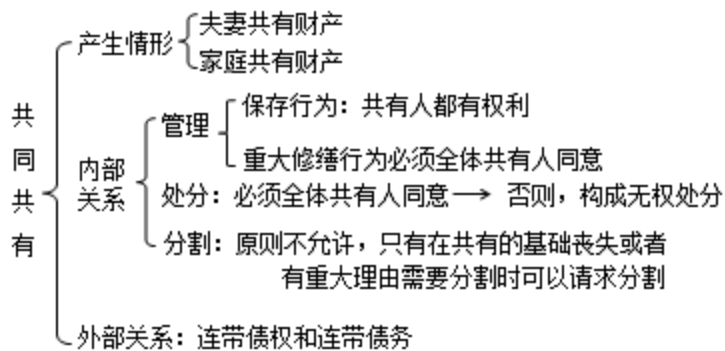 共同共有
产生情形
夫妻共有财产
家庭共有财产
内部关系
管理
保存行为：共有人都有权利
重大修缮行为必须全体共有人同意
处分：必须全体共有人同意→ 否则，构成无权处分
分割：原则不允许，只有在共有的基础丧失或者
有重大理由需要分割时可以请求分割
外部关系：连带债权和连带债务